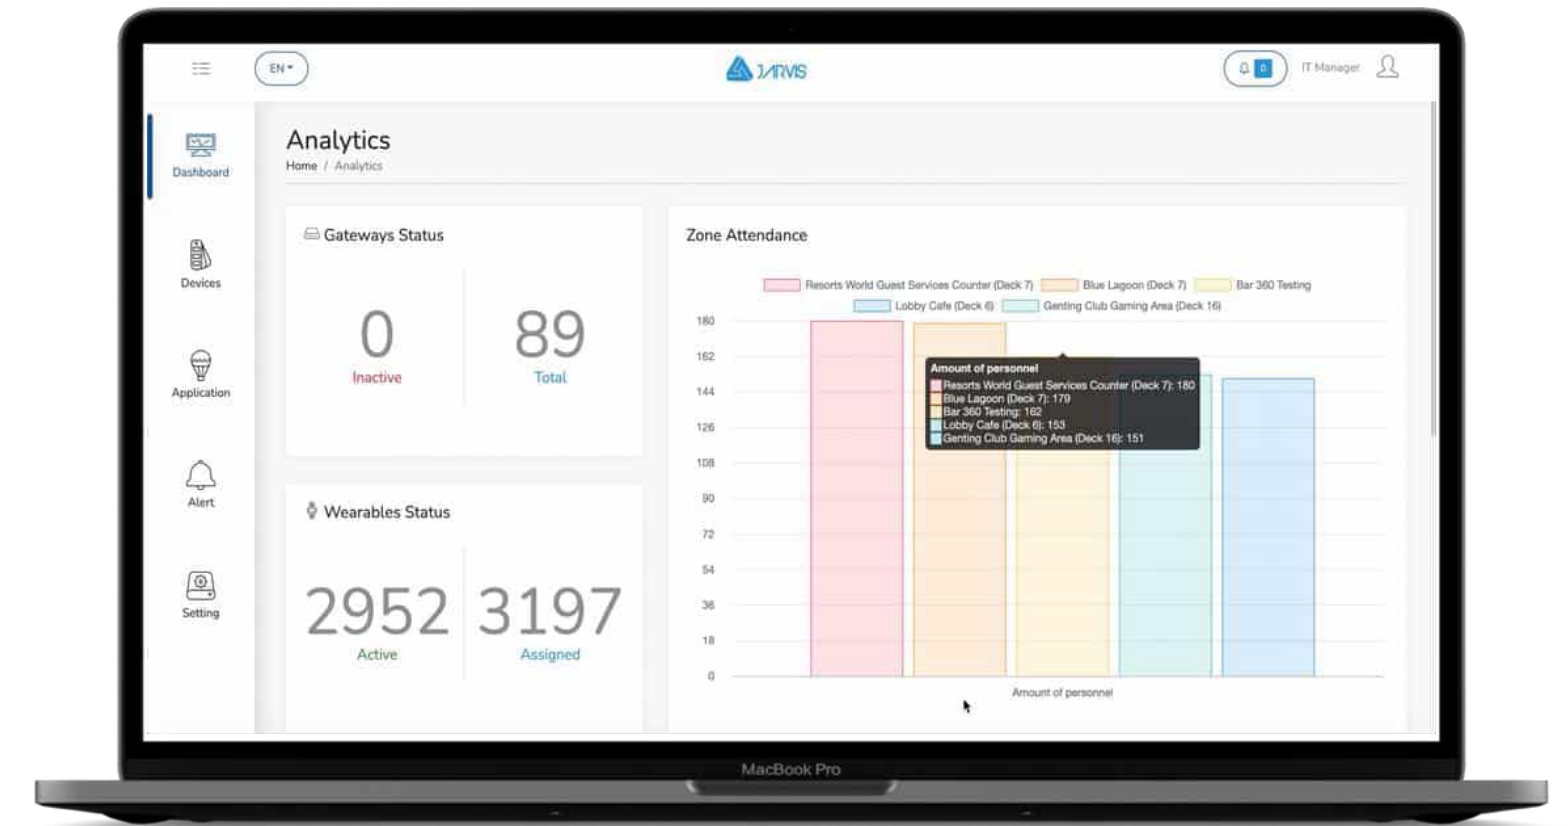 EN
JARVIS
0
IT Manager
Analytics
Home / Analytics
Dashboard
Devices
Application
Alert
Setting
Gateways Status
0
Inactive
89
Total
Wearables Status
2952
Active
3197
Assigned
Zone Attendance
Resorts World Guest Services Counter (Deck 7)
Blue Lagoon (Deck 7)
Bar 360 Testing
Lobby Cafe (Deck 6)
Genting Club Gaming Area (Deck 16)
180
162
144
126
108
90
72
54
36
18
0
Amount of personnel
Resorts World Guest Services Counter (Deck 7): 180
Blue Lagoon (Deck 7): 179
Bar 360 Testing: 162
Lobby Cafe (Deck 6): 153
Genting Club Gaming Area (Deck 16): 151
Amount of personnel
MacBook Pro